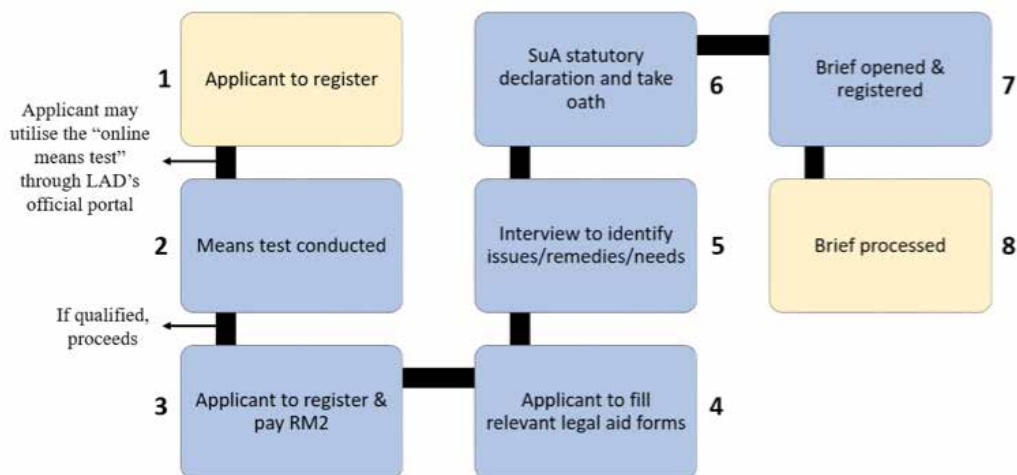 1
Applicant to register
Applicant may
utilise the “online
means test”
through LAD’s
official portal
2
Means test conducted
If qualified,
proceeds
3
Applicant to register &
pay RM2
Applicant to fill
relevant legal aid forms
4
Interview to identify
issues/remedies/needs
5
SuA statutory
declaration and take
oath
6
Brief opened &
registered
7
Brief processed
8